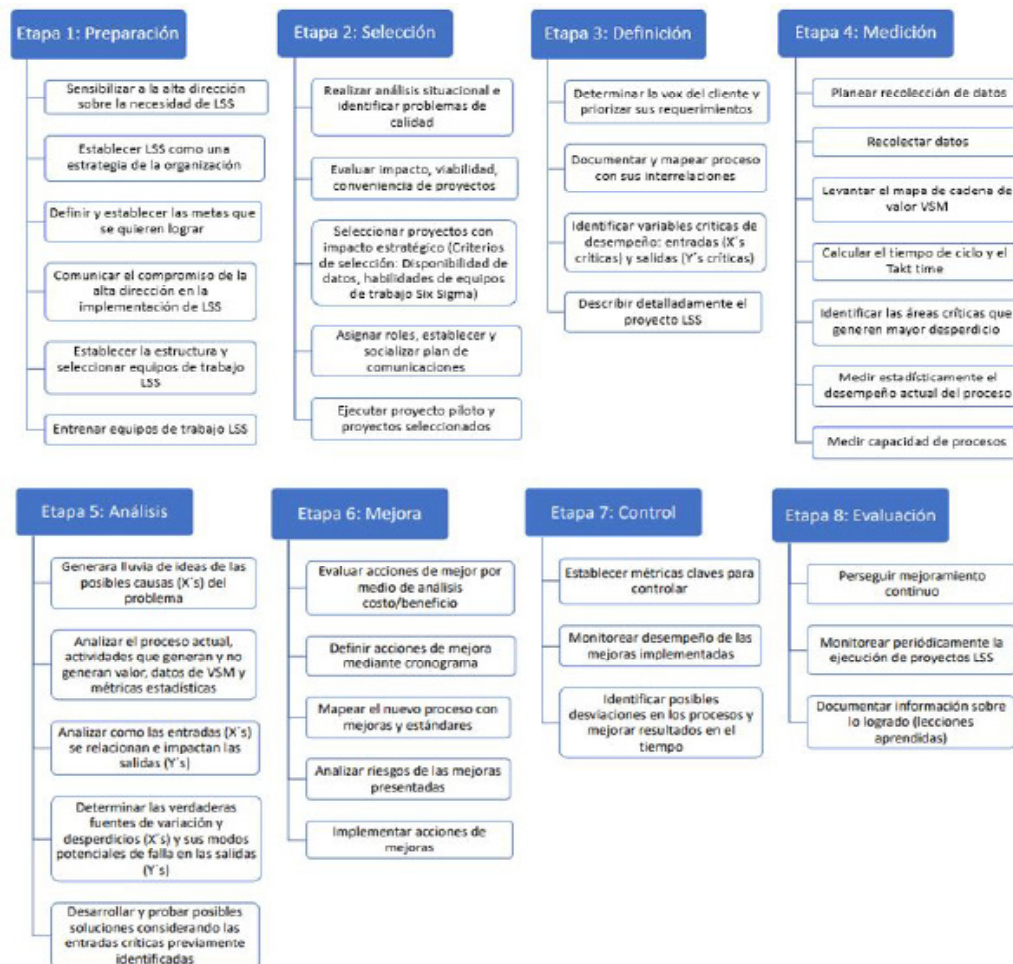 Etapa 1: Preparación
Sensibilizar a la alta dirección
sobre la necesidad de LSS
Establecer LSS como una
estrategia de la organización
Definir y establecer las metas que
se quieren lograr
Comunicar el compromiso de la
alta dirección en la
implementación de LSS
Establecer la estructura y
seleccionar equipos de trabajo
LSS
Entrenar equipos de trabajo LSS
Etapa 2: Selección
Realizar análisis situacional e
identificar problemas de
calidad
Evaluar impacto, viabilidad,
conveniencia de proyectos
Seleccionar proyectos con
impacto estratégico (Criterios
de selección: Disponibilidad de
datos, habilidades de equipos
de trabajo Six Sigma)
Asignar roles, establecer y
socializar plan de
comunicaciones
Ejecutar proyecto piloto y
proyectos seleccionados
Etapa 3: Definición
Determinar la vox del cliente y
priorizar sus requerimientos
Documentar y mapear proceso
con sus interrelaciones
Identificar variables criticas de
desempeño: entradas (X´s
críticas) y salidas (Y´s críticas)
Describir detalladamente el
proyecto LSS
Etapa 4: Medición
Planear recolección de datos
Recolectar datos
Levantar el mapa de cadena de
valor VSM
Calcular el tiempo de ciclo y el
Takt time
Identificar las áreas críticas que
generen mayor desperdicio
Medir estadísticamente el
desempeño actual del proceso
Medir capacidad de procesos
Etapa 5: Análisis
Generara lluvia de ideas de las
posibles causas (X´s) del
problema
Analizar el proceso actual,
actividades que generan y no
generan valor, datos de VSM y
métricas estadísticas
Analizar como las entradas (X´s)
se relacionan e impactan las
salidas (Y´s)
Determinar las verdaderas
fuentes de variación y
desperdicios (X´s) y sus modos
potenciales de falla en las salidas
(Y´s)
Desarrollar y probar posibles
soluciones considerando las
entradas críticas previamente
identificadas
Etapa 6: Mejora
Evaluar acciones de mejor por
medio de análisis
costo/beneficio
Definir acciones de mejora
mediante cronograma
Mapear el nuevo proceso con
mejoras y estándares
Analizar riesgos de las mejoras
presentadas
Implementar acciones de
mejoras
Etapa 7: Control
Establecer métricas claves para
controlar
Monitorear desempeño de las
mejoras implementadas
Identificar posibles
desviaciones en los procesos y
mejorar resultados en el
tiempo
Etapa 8: Evaluación
Perseguir mejoramiento
continuo
Monitorear periódicamente la
ejecución de proyectos LSS
Documentar información sobre
lo logrado (lecciones
aprendidas)